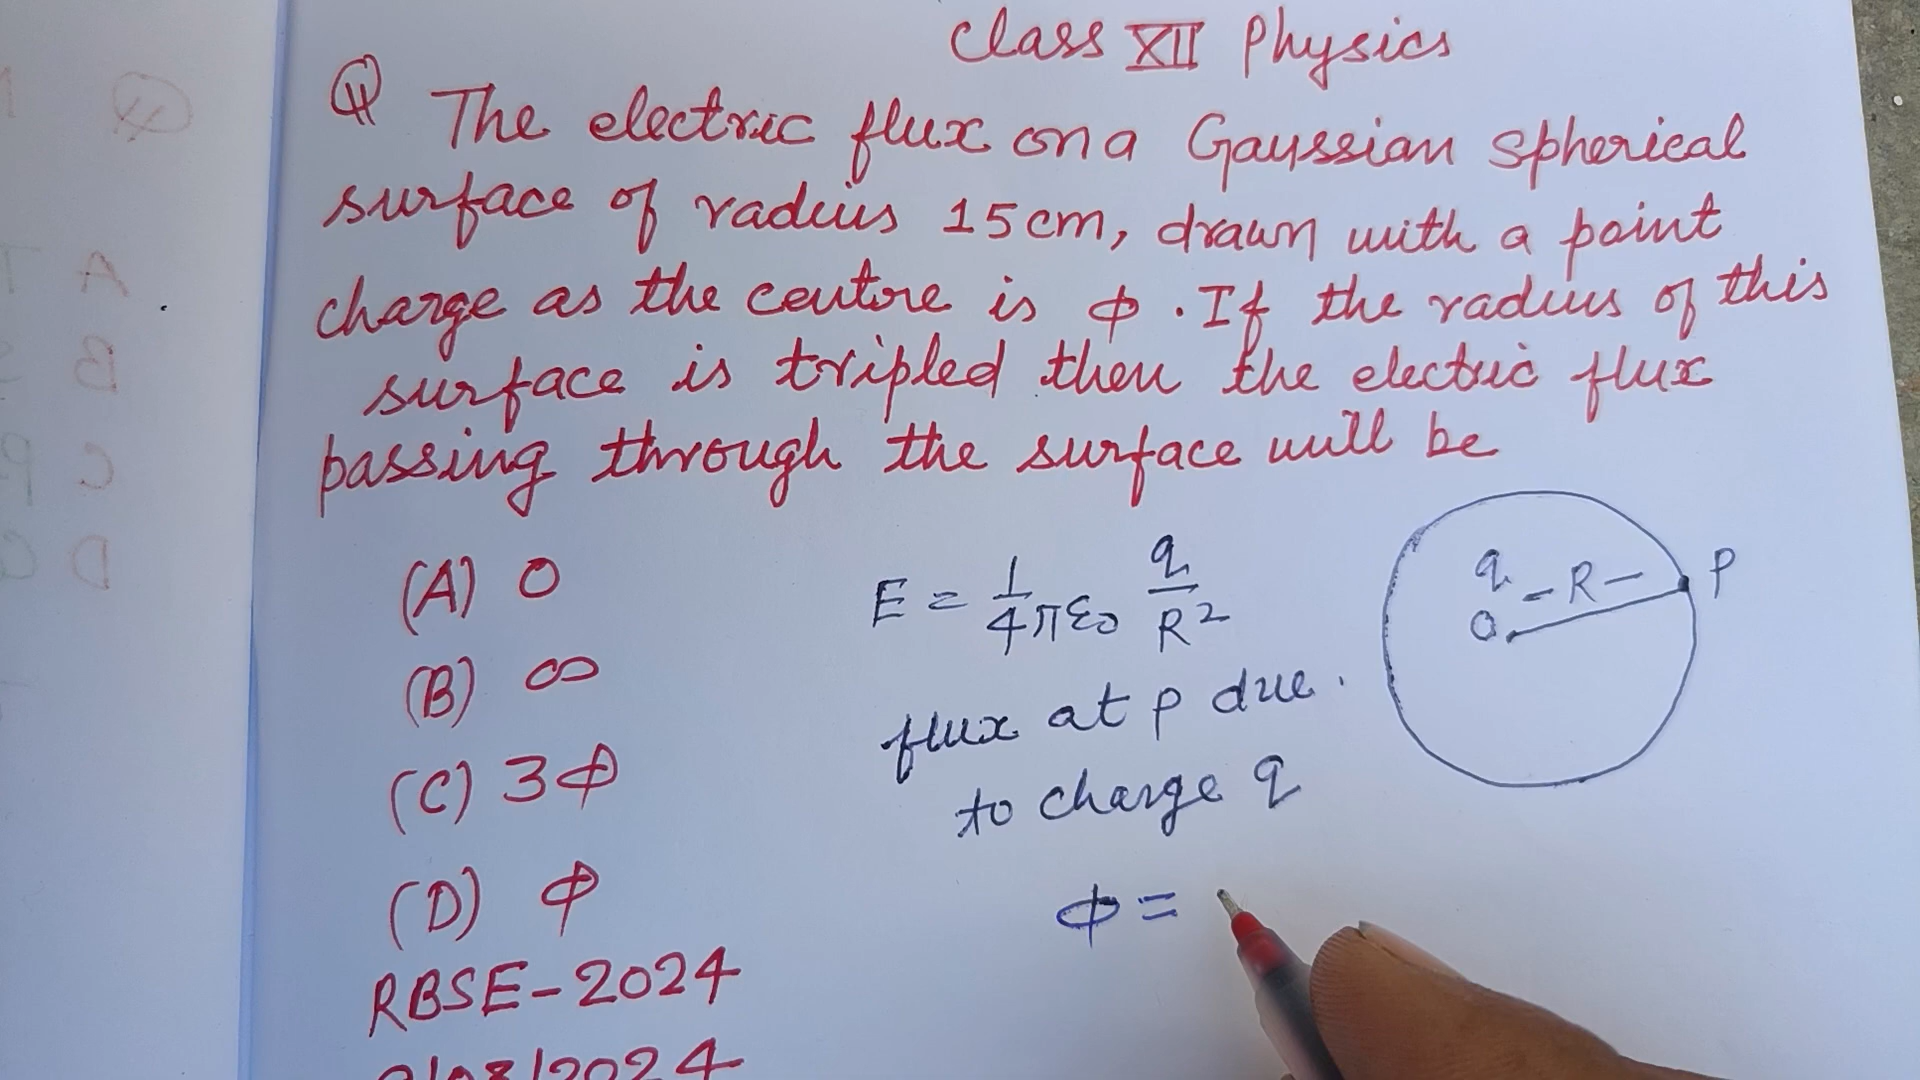 Class XII Physics
Q The electric flux on a Gaussian spherical
surface of radius 15cm, drawn with a point
charge as the centre is ϕ. If the radius of this
surface is tripled then the electric flux
passing through the surface will be
(A) 0
(B) ∞
(C) 3ϕ
(D) ϕ
RBSE-2024
E = 1/4πε0 q/R²
flux at P due
to charge q
ϕ =
q - R - P
O